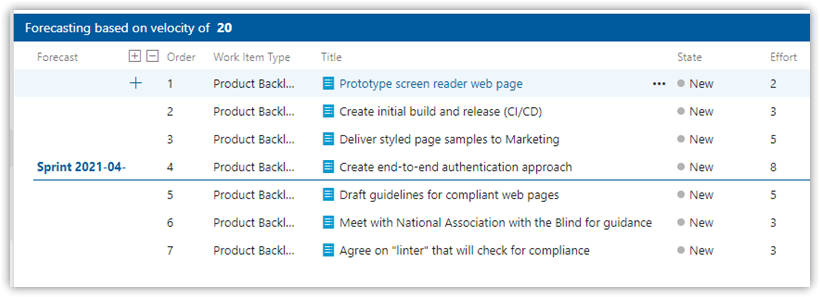 Forecasting based on velocity of 20
Forecast Order Work Item Type Title State Effort
1 Product Backl... Prototype screen reader web page ••• New 2
2 Product Backl... Create initial build and release (CI/CD) New 3
3 Product Backl... Deliver styled page samples to Marketing New 5
Sprint 2021-04- 4 Product Backl... Create end-to-end authentication approach New 8
5 Product Backl... Draft guidelines for compliant web pages New 5
6 Product Backl... Meet with National Association with the Blind for guidance New 3
7 Product Backl... Agree on "linter" that will check for compliance New 3